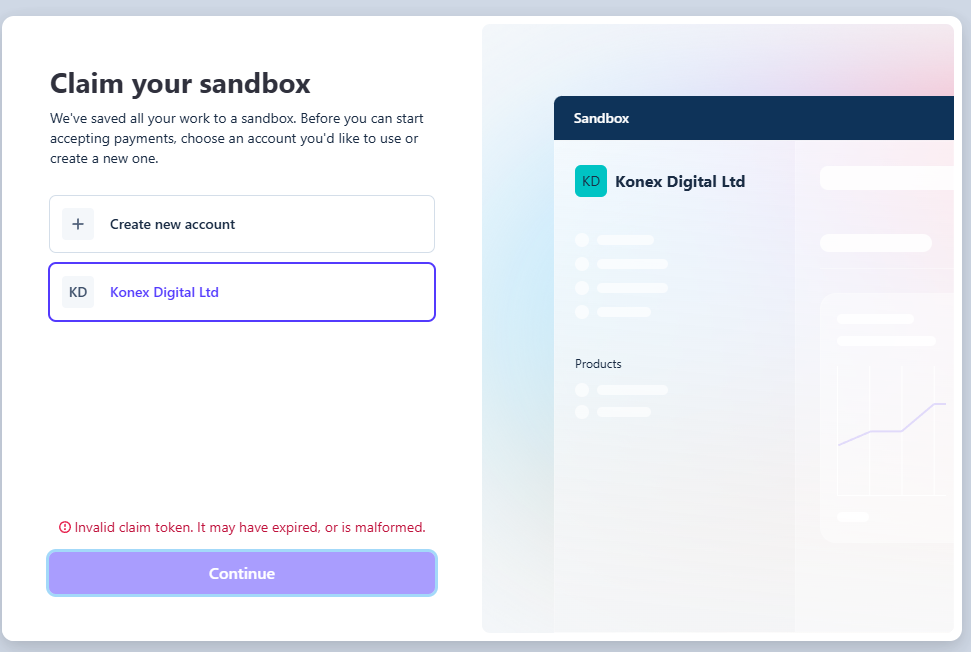 Claim your sandbox
We've saved all your work to a sandbox. Before you can start
accepting payments, choose an account you'd like to use or
create a new one.
+ Create new account
KD Konex Digital Ltd
Invalid claim token. It may have expired, or is malformed.
Continue
Sandbox
KD Konex Digital Ltd
Products